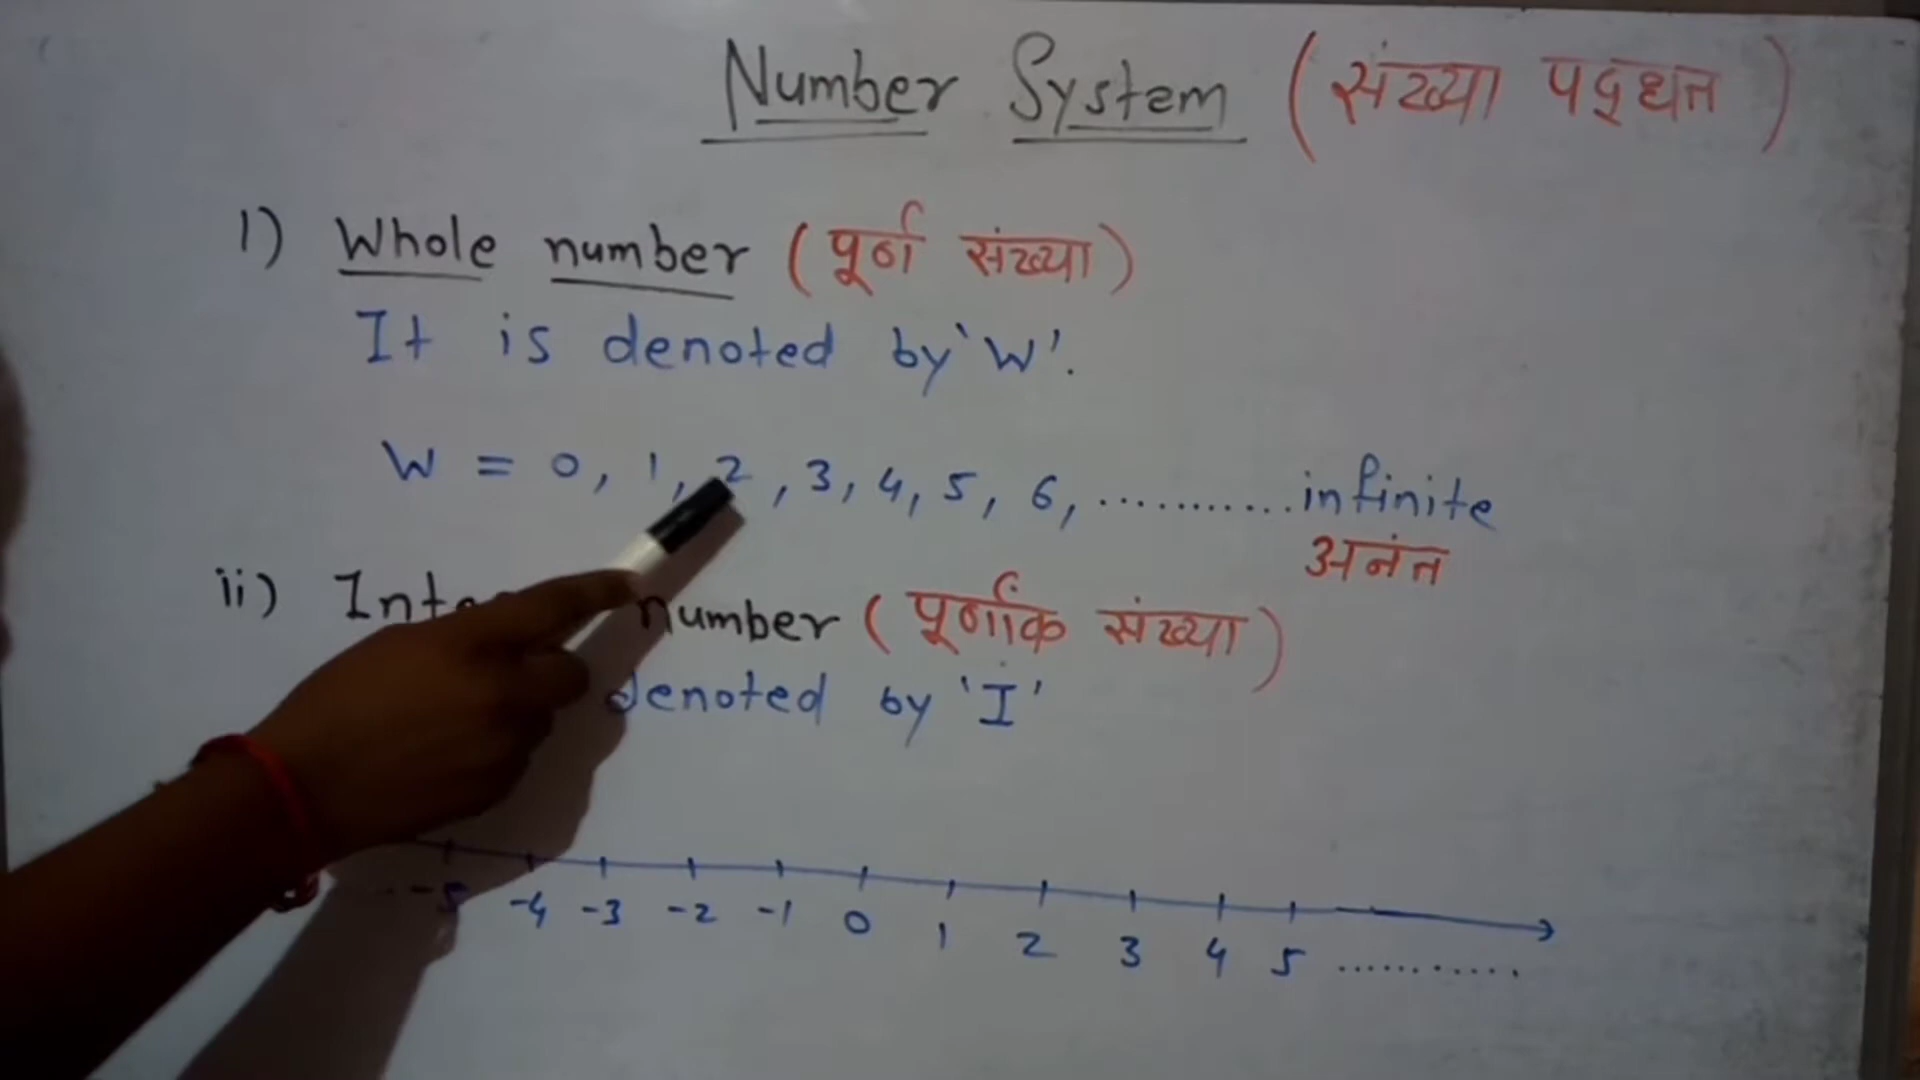 Number System (संख्या पद्धत)
1) Whole number (पूर्ण संख्या)
It is denoted by 'W'.
W = 0, 1, 2, 3, 4, 5, 6, ............ infinite
अनंत
ii) number (पूर्णांक संख्या)
denoted by 'I'
-5 -4 -3 -2 -1 0 1 2 3 4 5 ...........